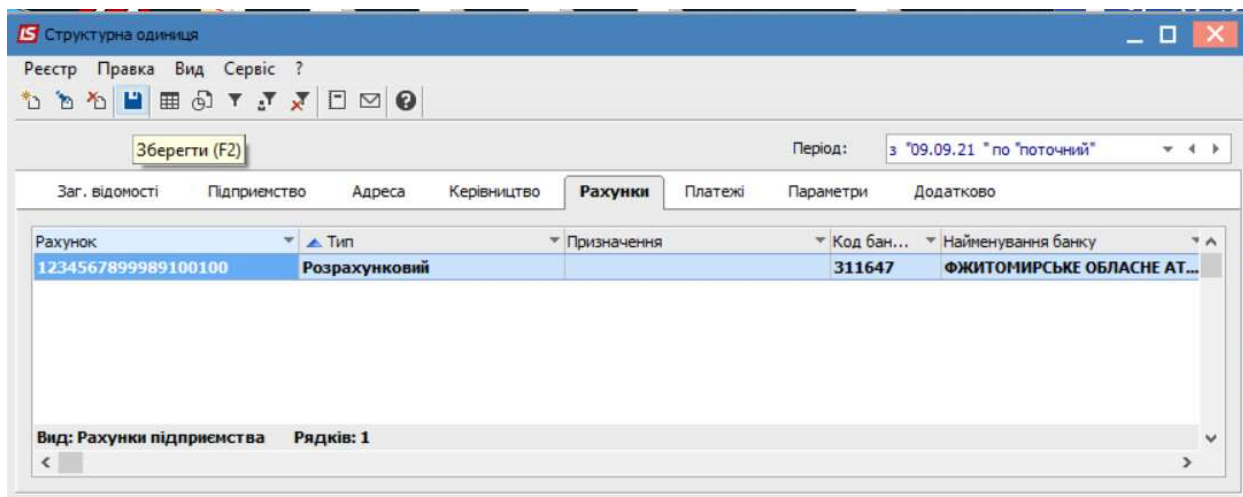 Структурна одиниця
Реєстр Правка Вид Сервіс ?
Зберегти (F2)
Період: з "09.09.21 " по "поточний"
Заг. відомості Підприємство Адреса Керівництво Рахунки Платежі Параметри Додатково
Рахунок Тип Призначення Код бан... Найменування банку
1234567899989100100 Розрахунковий 311647 ФЖИТОМИРСЬКЕ ОБЛАСНЕ АТ...
Вид: Рахунки підприємства Рядків: 1